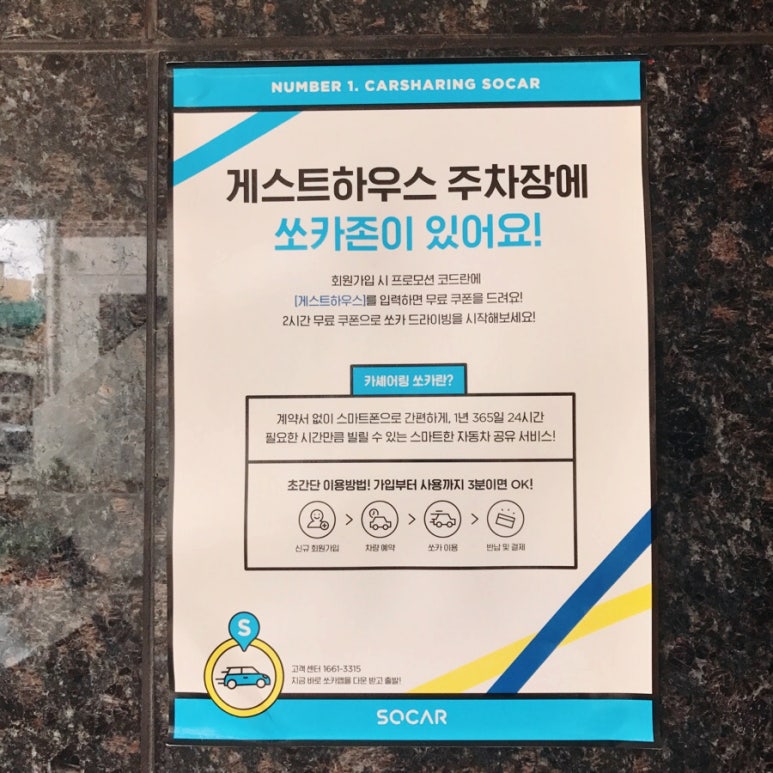 NUMBER 1. CARSHARING SOCAR
게스트하우스 주차장에
쏘카존이 있어요!
회원가입 시 프로모션 코드란에
[게스트하우스]를 입력하면 무료 쿠폰을 드려요!
2시간 무료 쿠폰으로 쏘카 드라이빙을 시작해보세요!
카셰어링 쏘카란?
계약서 없이 스마트폰으로 간편하게, 1년 365일 24시간
필요한 시간만큼 빌릴 수 있는 스마트한 자동차 공유 서비스!
초간단 이용방법! 가입부터 사용까지 3분이면 OK!
신규 회원가입 > 차량 예약 > 쏘카 이용 > 반납 및 결제
S
고객센터 1661-3315
지금 바로 쏘카앱을 다운 받고 출발!
SOCAR